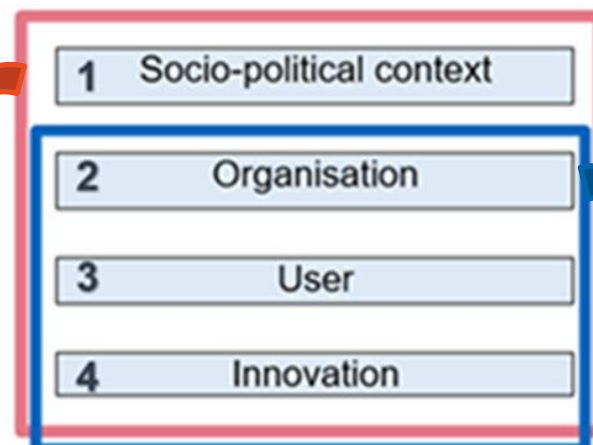 1 Socio-political context
2 Organisation
3 User
4 Innovation